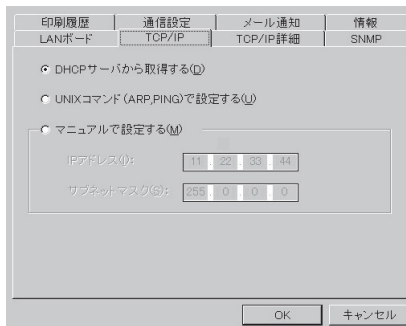 印刷履歴 通信設定 メール通知 情報
LANボード TCP/IP TCP/IP詳細 SNMP
DHCPサーバから取得する(D)
UNIXコマンド(ARP,PING)で設定する(U)
マニュアルで設定する(M)
IPアドレス(I): 11 . 22 . 33 . 44
サブネットマスク(S): 255 . 0 . 0 . 0
OK キャンセル